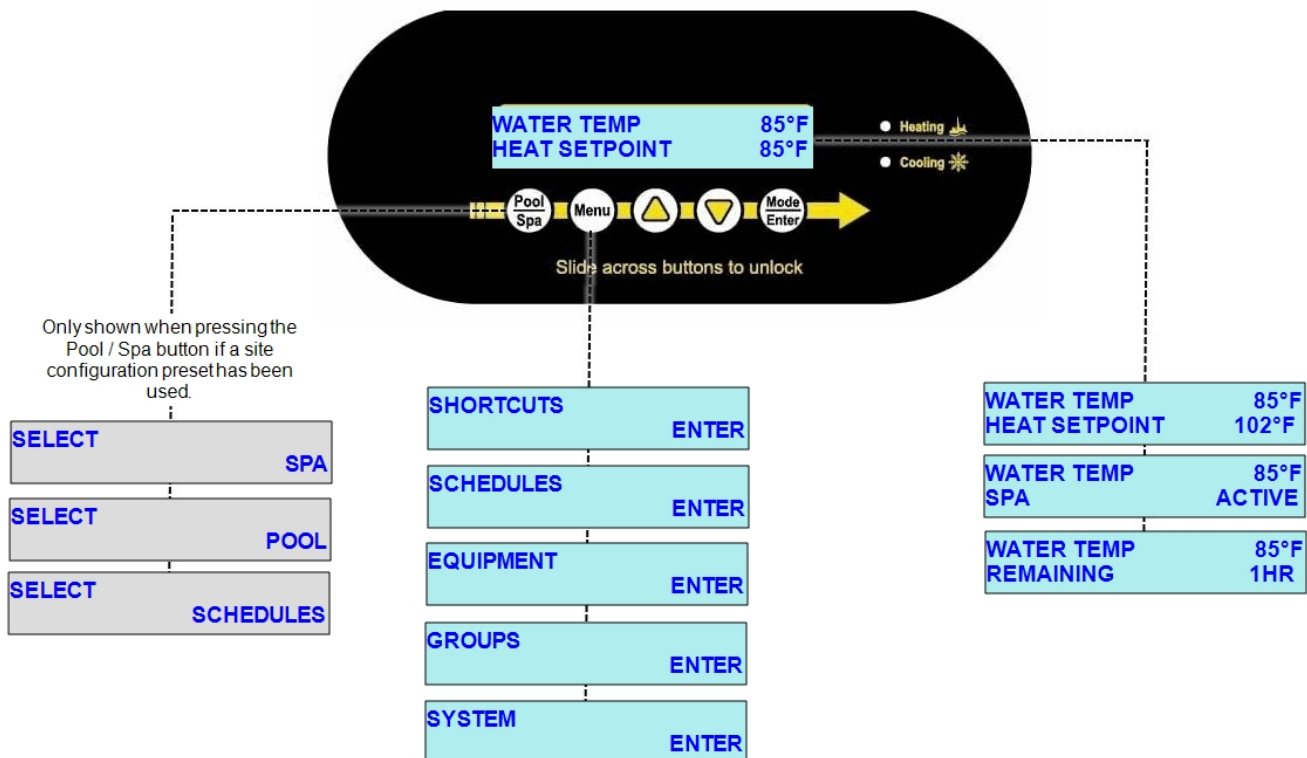 WATER TEMP 85°F
HEAT SETPOINT 85°F
Heating
Cooling
Pool
Spa
Menu
Mode
Enter
Slide across buttons to unlock
Only shown when pressing the
Pool / Spa button if a site
configuration preset has been
used.
SELECT
SPA
SELECT
POOL
SELECT
SCHEDULES
SHORTCUTS
ENTER
SCHEDULES
ENTER
EQUIPMENT
ENTER
GROUPS
ENTER
SYSTEM
ENTER
WATER TEMP 85°F
HEAT SETPOINT 102°F
WATER TEMP 85°F
SPA ACTIVE
WATER TEMP 85°F
REMAINING 1HR